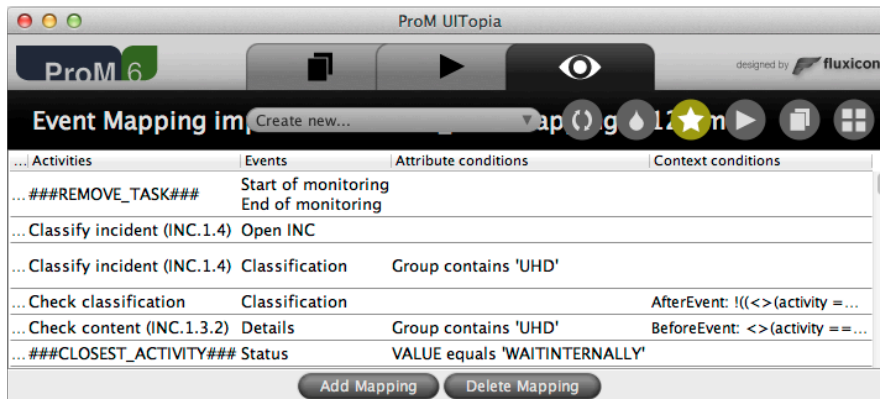 ProM UITopia
ProM 6
designed by fluxicon
Event Mapping im
Create new...
... Activities Events Attribute conditions Context conditions
... ###REMOVE_TASK### Start of monitoring
End of monitoring
... Classify incident (INC.1.4) Open INC
... Classify incident (INC.1.4) Classification Group contains 'UHD'
... Check classification Classification AfterEvent: !((<>(activity =...
... Check content (INC.1.3.2) Details Group contains 'UHD' BeforeEvent: <>(activity ==...
... ###CLOSEST_ACTIVITY### Status VALUE equals 'WAITINTERNALLY'
Add Mapping Delete Mapping